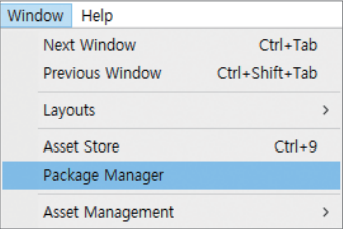 Window Help
Next Window Ctrl+Tab
Previous Window Ctrl+Shift+Tab
Layouts >
Asset Store Ctrl+9
Package Manager
Asset Management >